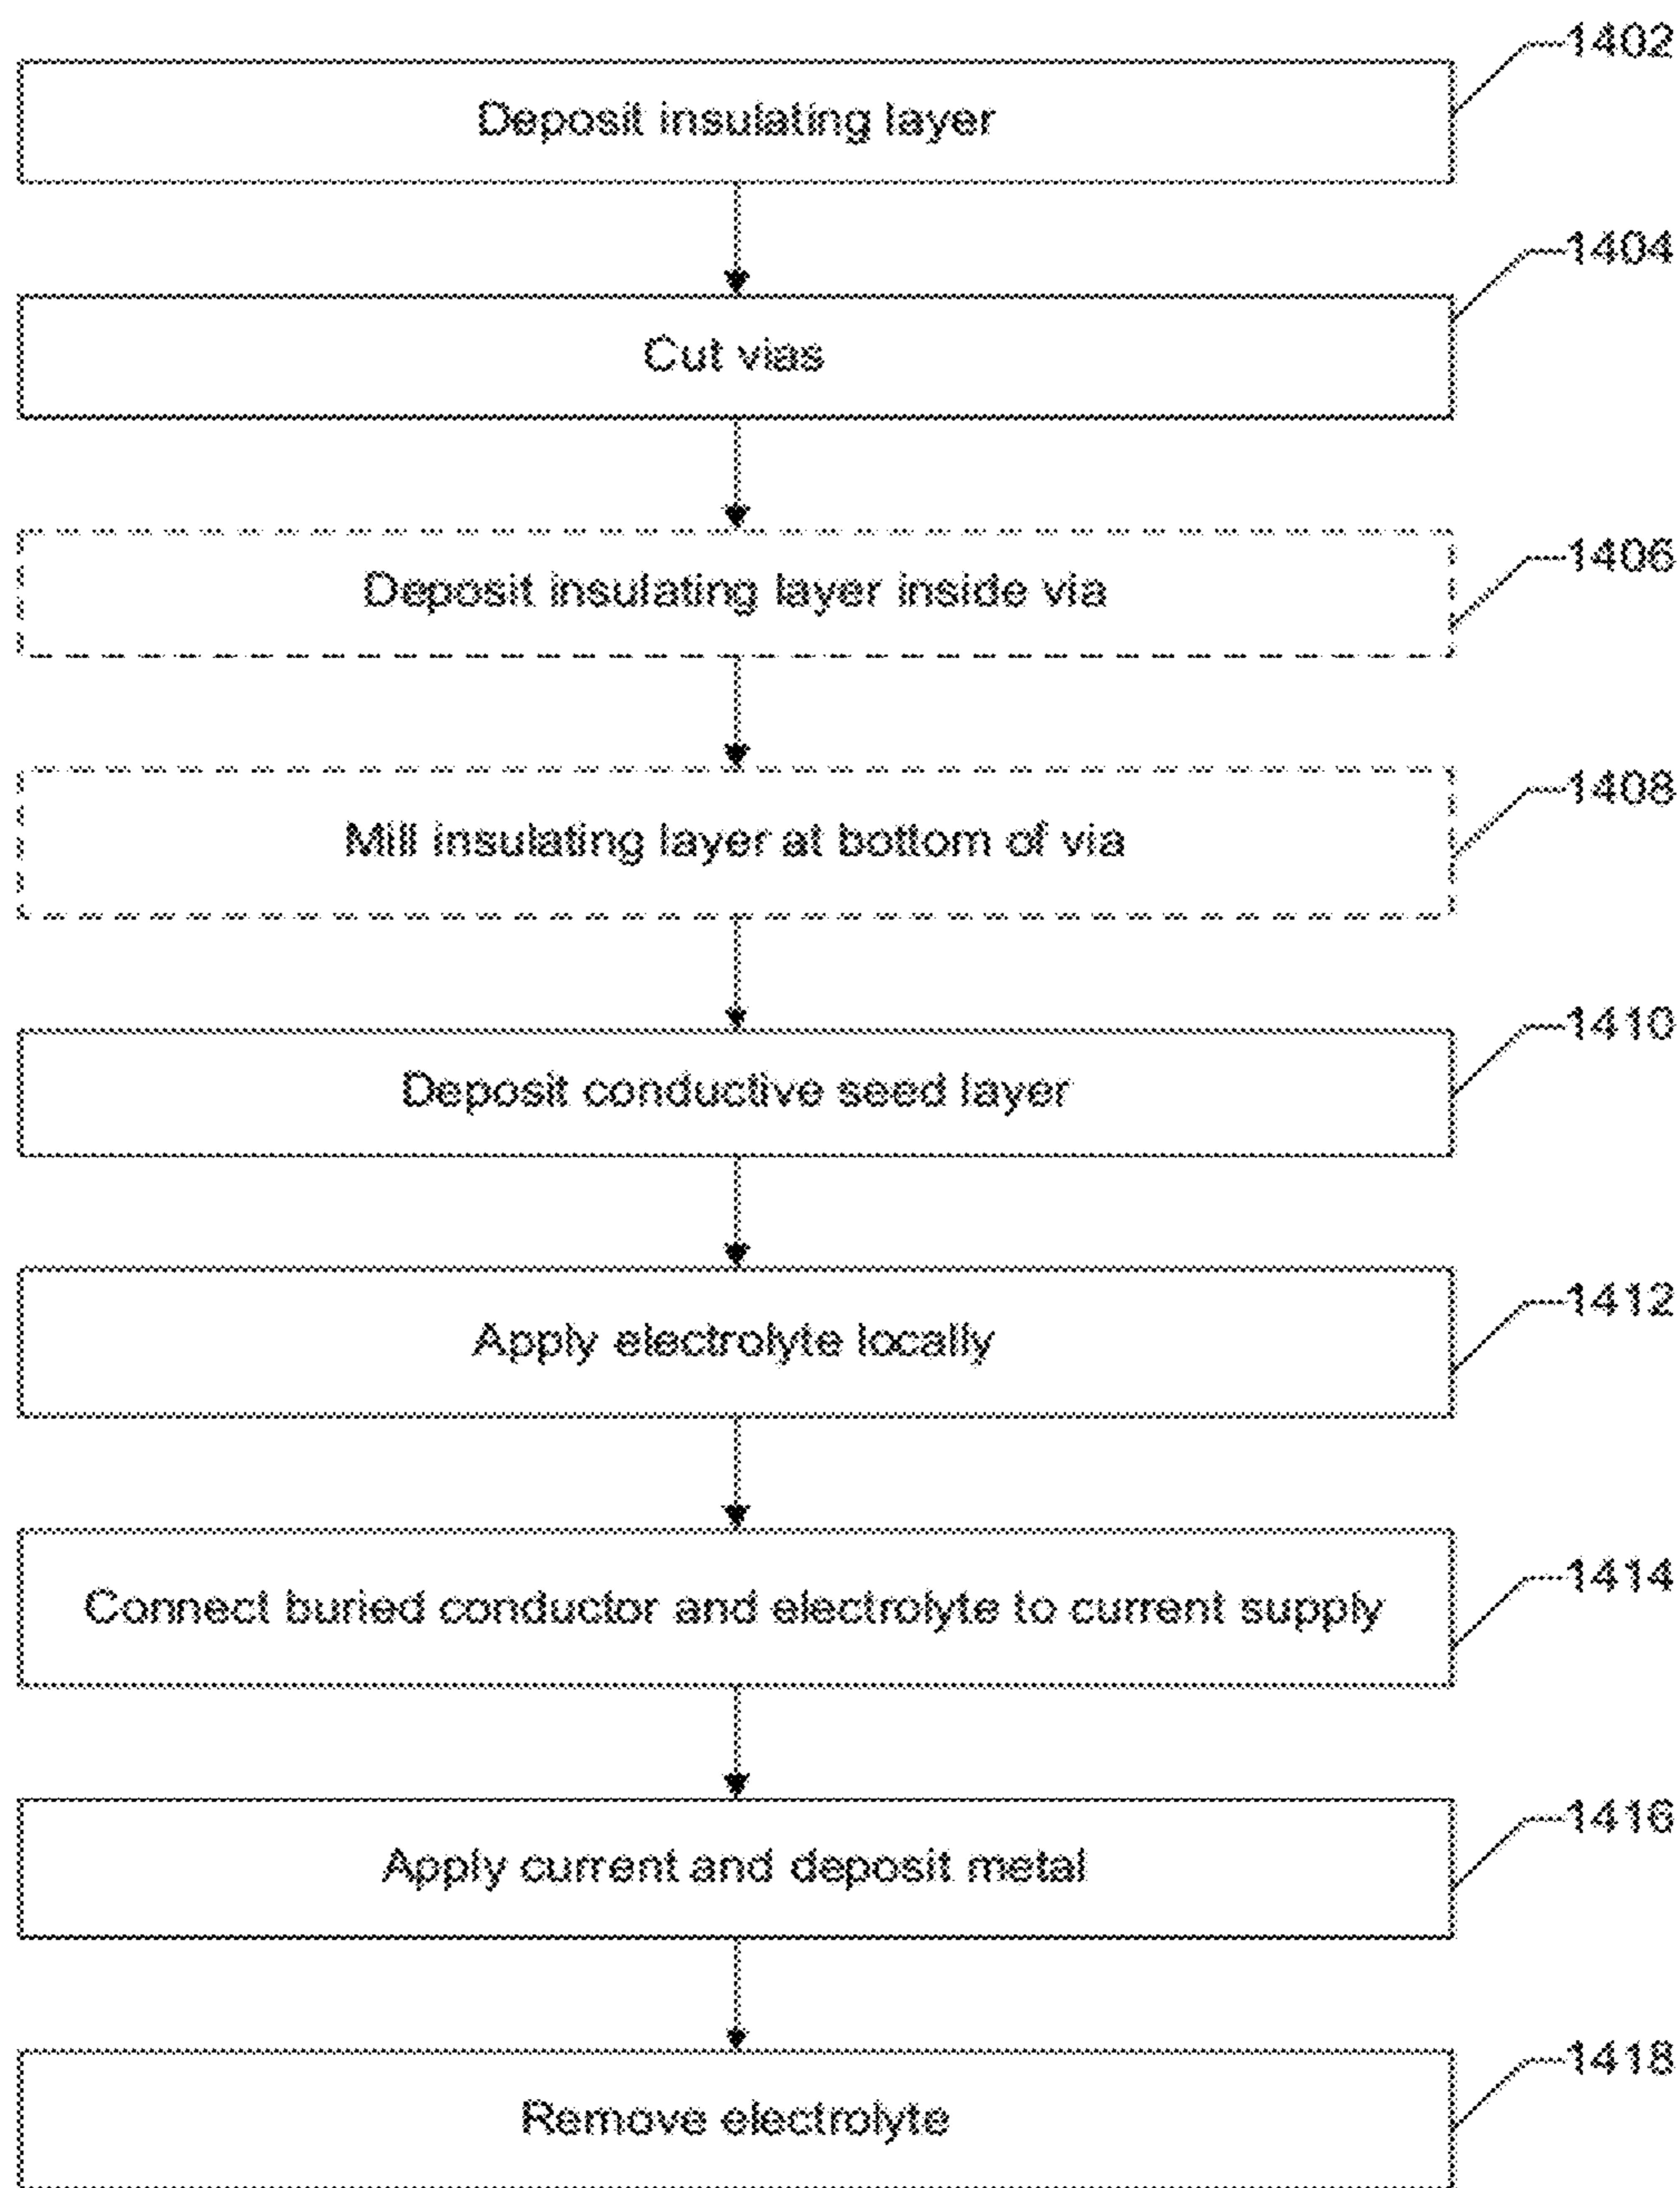 1402
Deposit insulating layer
1404
Cut vias
1406
Deposit insulating layer inside via
1408
Mill insulating layer at bottom of via
1410
Deposit conductive seed layer
1412
Apply electrolyte locally
1414
Connect buried conductor and electrolyte to current supply
1416
Apply current and deposit metal
1418
Remove electrolyte